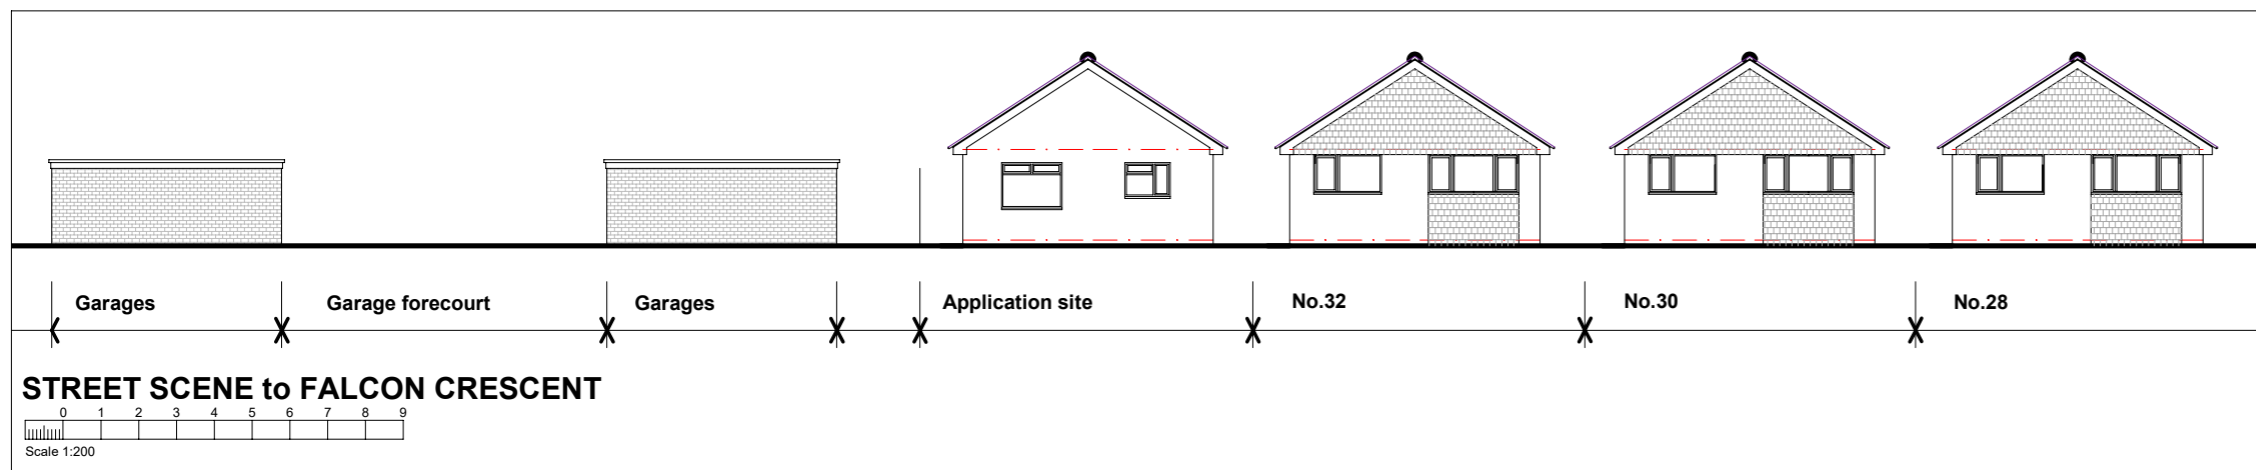 Garages Garage forecourt Garages Application site No.32 No.30 No.28
STREET SCENE to FALCON CRESCENT
0 1 2 3 4 5 6 7 8 9
Scale 1:200